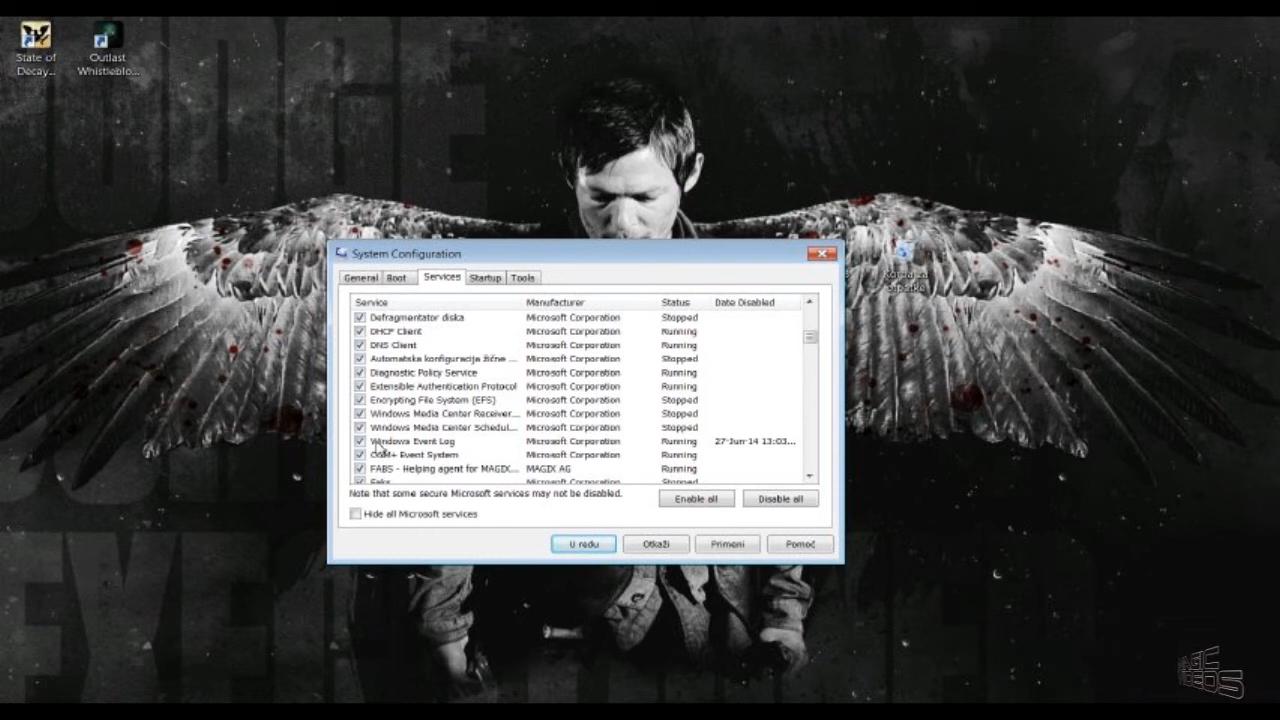 State of
Decay...
Outlast
Whistleblo...
System Configuration
General Boot Services Startup Tools
Service Manufacturer Status Date Disabled
Defragmentator diska Microsoft Corporation Stopped
DHCP Client Microsoft Corporation Running
DNS Client Microsoft Corporation Running
Automatska konfiguracija žične ... Microsoft Corporation Stopped
Diagnostic Policy Service Microsoft Corporation Running
Extensible Authentication Protocol Microsoft Corporation Running
Encrypting File System (EFS) Microsoft Corporation Stopped
Windows Media Center Receiver... Microsoft Corporation Stopped
Windows Media Center Schedul... Microsoft Corporation Stopped
Windows Event Log Microsoft Corporation Running 27-Jun-14 13:03...
COM+ Event System Microsoft Corporation Running
FABS - Helping agent for MAGIX... MAGIX AG Running
Faks Microsoft Corporation Stopped
Note that some secure Microsoft services may not be disabled.
Enable all Disable all
Hide all Microsoft services
U redu Otkaži Primeni Pomoć
MAGIC
VIDEOS